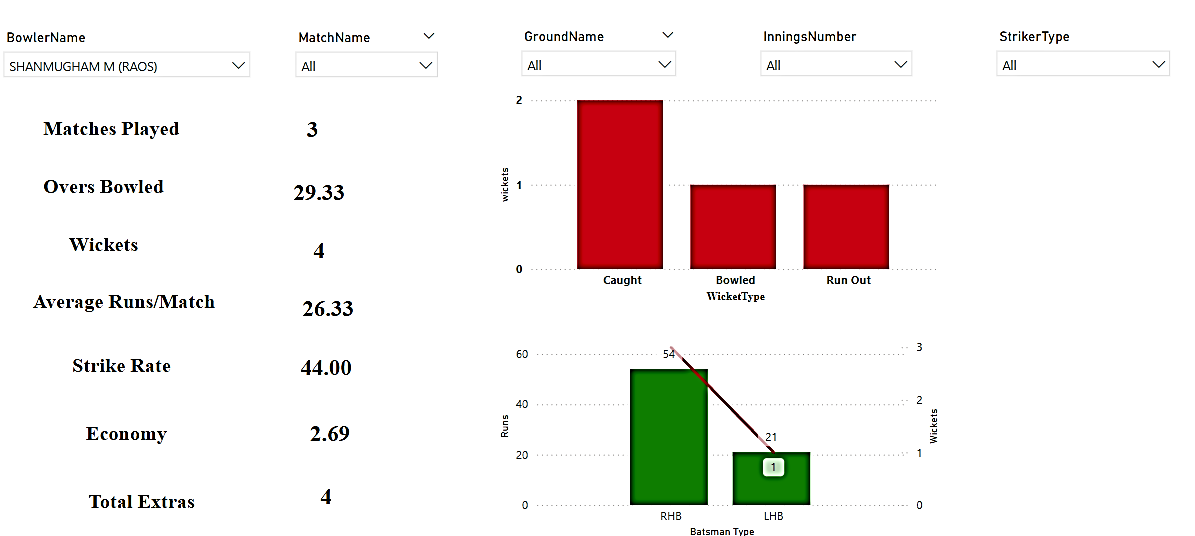 BowlerName
SHANMUGHAM M (RAOS)
MatchName
All
GroundName
All
InningsNumber
All
StrikerType
All
Matches Played 3
Overs Bowled 29.33
Wickets 4
Average Runs/Match 26.33
Strike Rate 44.00
Economy 2.69
Total Extras 4
wickets
2
1
0
Caught Bowled Run Out
WicketType
Runs
60
40
20
0
54
21
1
3
2
1
0
Wickets
RHB LHB
Batsman Type